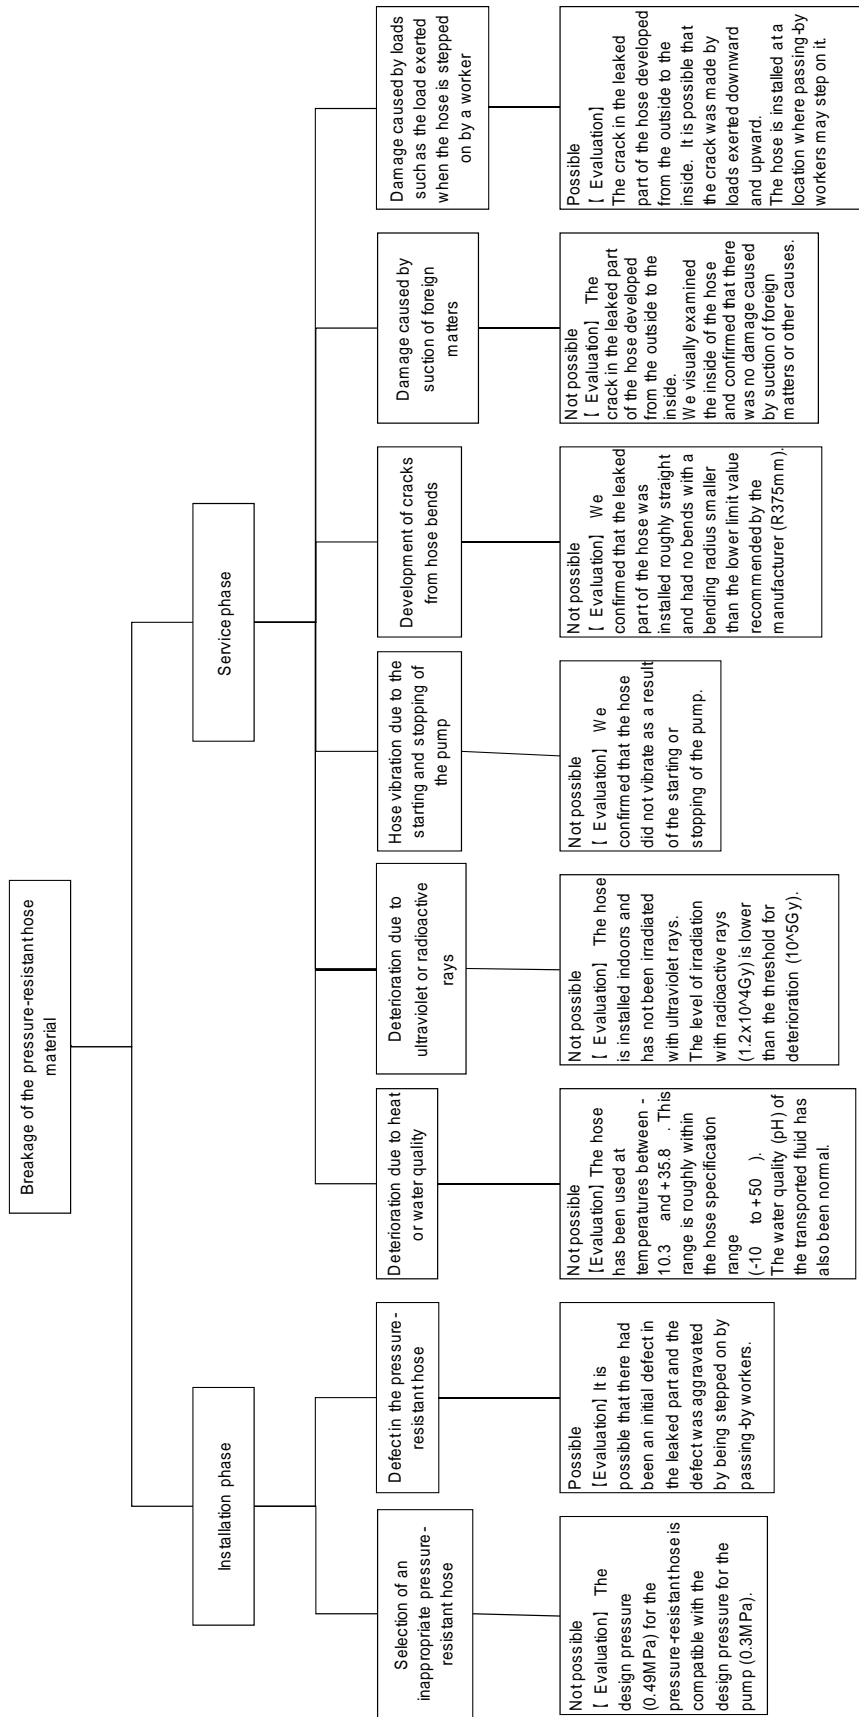 Breakage of the pressure-resistant hose
material
Installation phase
Service phase
Selection of an
inappropriate pressure-
resistant hose
Defect in the pressure-
resistant hose
Deterioration due to heat
or water quality
Deterioration due to
ultraviolet or radioactive
rays
Hose vibration due to the
starting and stopping of
the pump
Development of cracks
from hose bends
Damage caused by
suction of foreign
matters
Damage caused by loads
such as the load exerted
when the hose is stepped
on by a worker
Not possible
【Evaluation】 The
design pressure
(0.49MPa) for the
pressure-resistant hose is
compatible with the
design pressure for the
pump (0.3MPa).
Possible
【Evaluation】It is
possible that there had
been an initial defect in
the leaked part and the
defect was aggravated
by being stepped on by
passing-by workers.
Not possible
【Evaluation】The hose
has been used at
temperatures between -
10.3 and +35.8 . This
range is roughly within
the hose specification
range
(-10 to +50 ).
The water quality (pH) of
the transported fluid has
also been normal.
Not possible
【Evaluation】 The hose
is installed indoors and
has not been irradiated
with ultraviolet rays.
The level of irradiation
with radioactive rays
(1.2x10^4Gy) is lower
than the threshold for
deterioration (10^5Gy).
Not possible
【Evaluation】 We
confirmed that the hose
did not vibrate as a result
of the starting or
stopping of the pump.
Not possible
【Evaluation】 We
confirmed that the leaked
part of the hose was
installed roughly straight
and had no bends with a
bending radius smaller
than the lower limit value
recommended by the
manufacturer (R375mm).
Not possible
【Evaluation】 The
crack in the leaked part
of the hose developed
from the outside to the
inside.
We visually examined
the inside of the hose
and confirmed that there
was no damage caused
by suction of foreign
matters or other causes.
Possible
【Evaluation】
The crack in the leaked
part of the hose developed
from the outside to the
inside. It is possible that
the crack was made by
loads exerted downward
and upward.
The hose is installed at a
location where passing-by
workers may step on it.